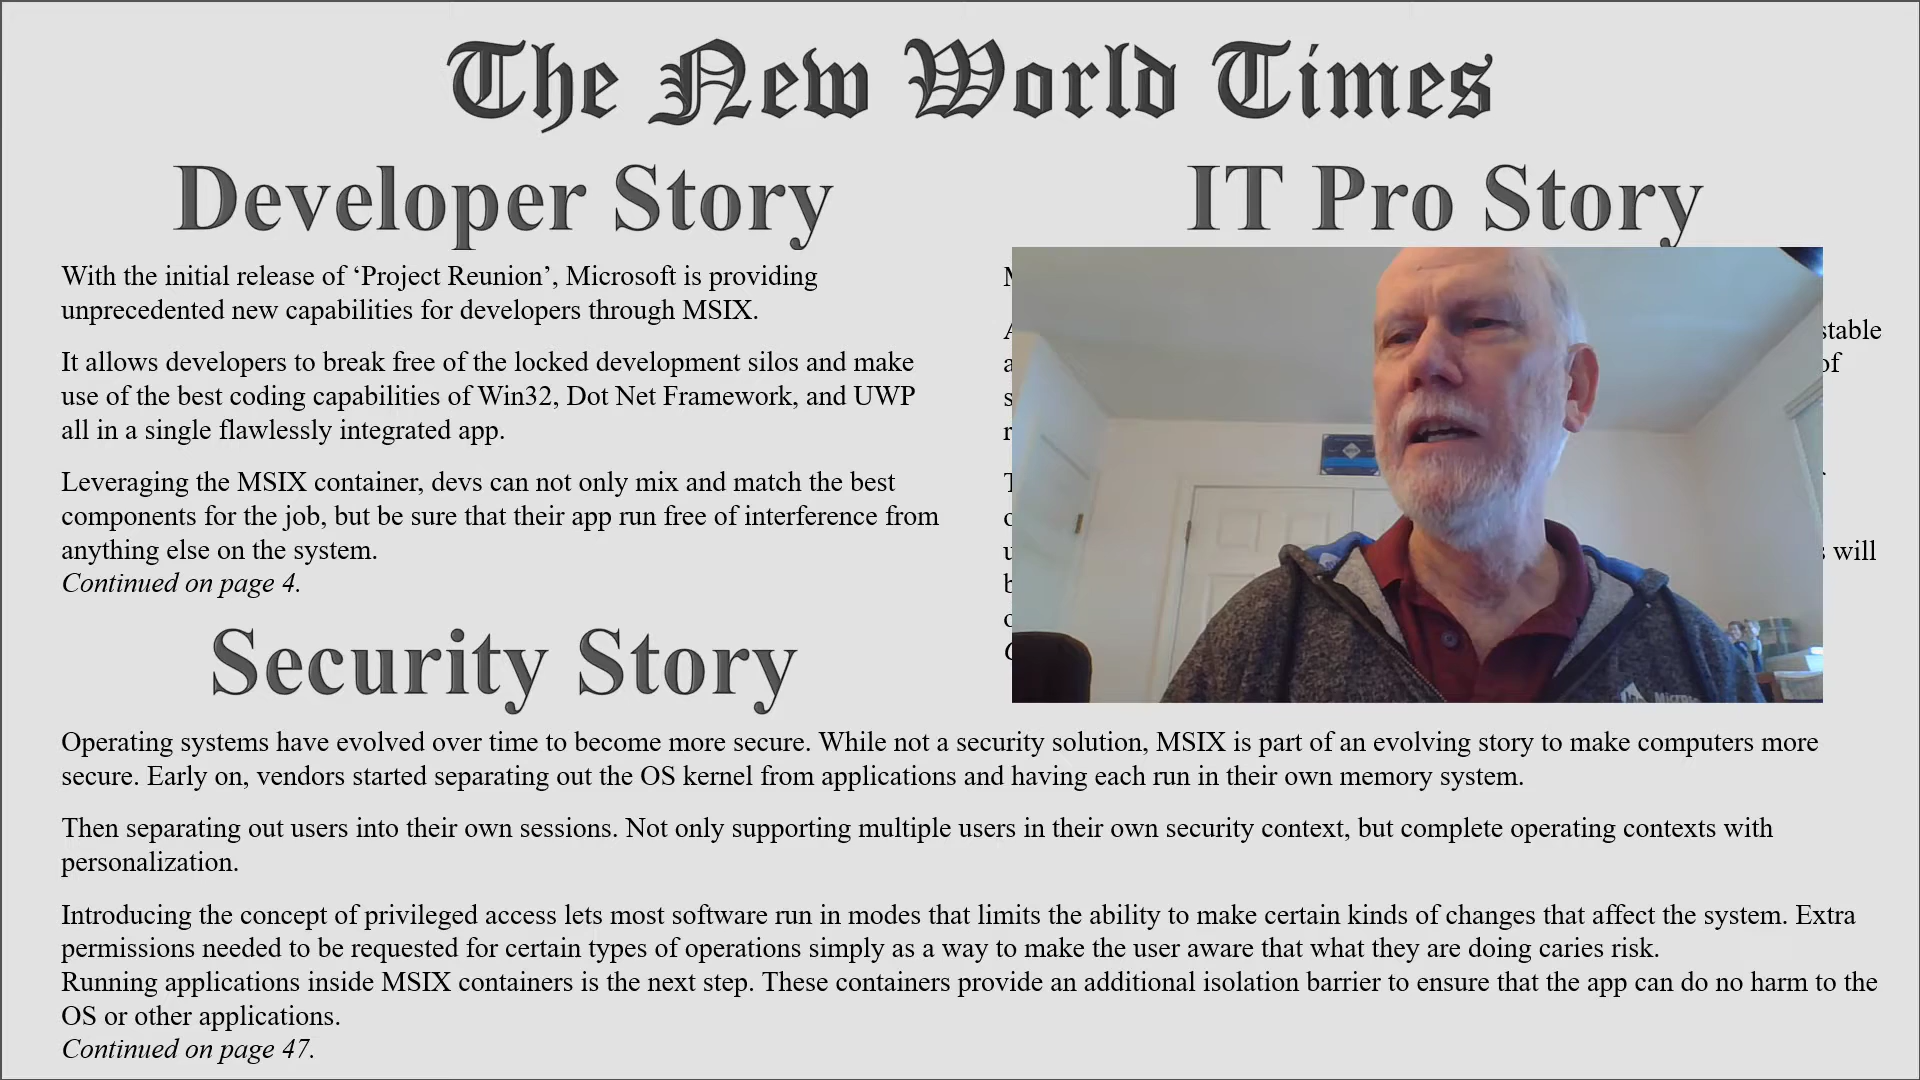 The New World Times
Developer Story
With the initial release of ‘Project Reunion’, Microsoft is providing
unprecedented new capabilities for developers through MSIX.
It allows developers to break free of the locked development silos and make
use of the best coding capabilities of Win32, Dot Net Framework, and UWP
all in a single flawlessly integrated app.
Leveraging the MSIX container, devs can not only mix and match the best
components for the job, but be sure that their app run free of interference from
anything else on the system.
Continued on page 4.
IT Pro Story
stable
of
will
Security Story
Operating systems have evolved over time to become more secure. While not a security solution, MSIX is part of an evolving story to make computers more
secure. Early on, vendors started separating out the OS kernel from applications and having each run in their own memory system.
Then separating out users into their own sessions. Not only supporting multiple users in their own security context, but complete operating contexts with
personalization.
Introducing the concept of privileged access lets most software run in modes that limits the ability to make certain kinds of changes that affect the system. Extra
permissions needed to be requested for certain types of operations simply as a way to make the user aware that what they are doing caries risk.
Running applications inside MSIX containers is the next step. These containers provide an additional isolation barrier to ensure that the app can do no harm to the
OS or other applications.
Continued on page 47.